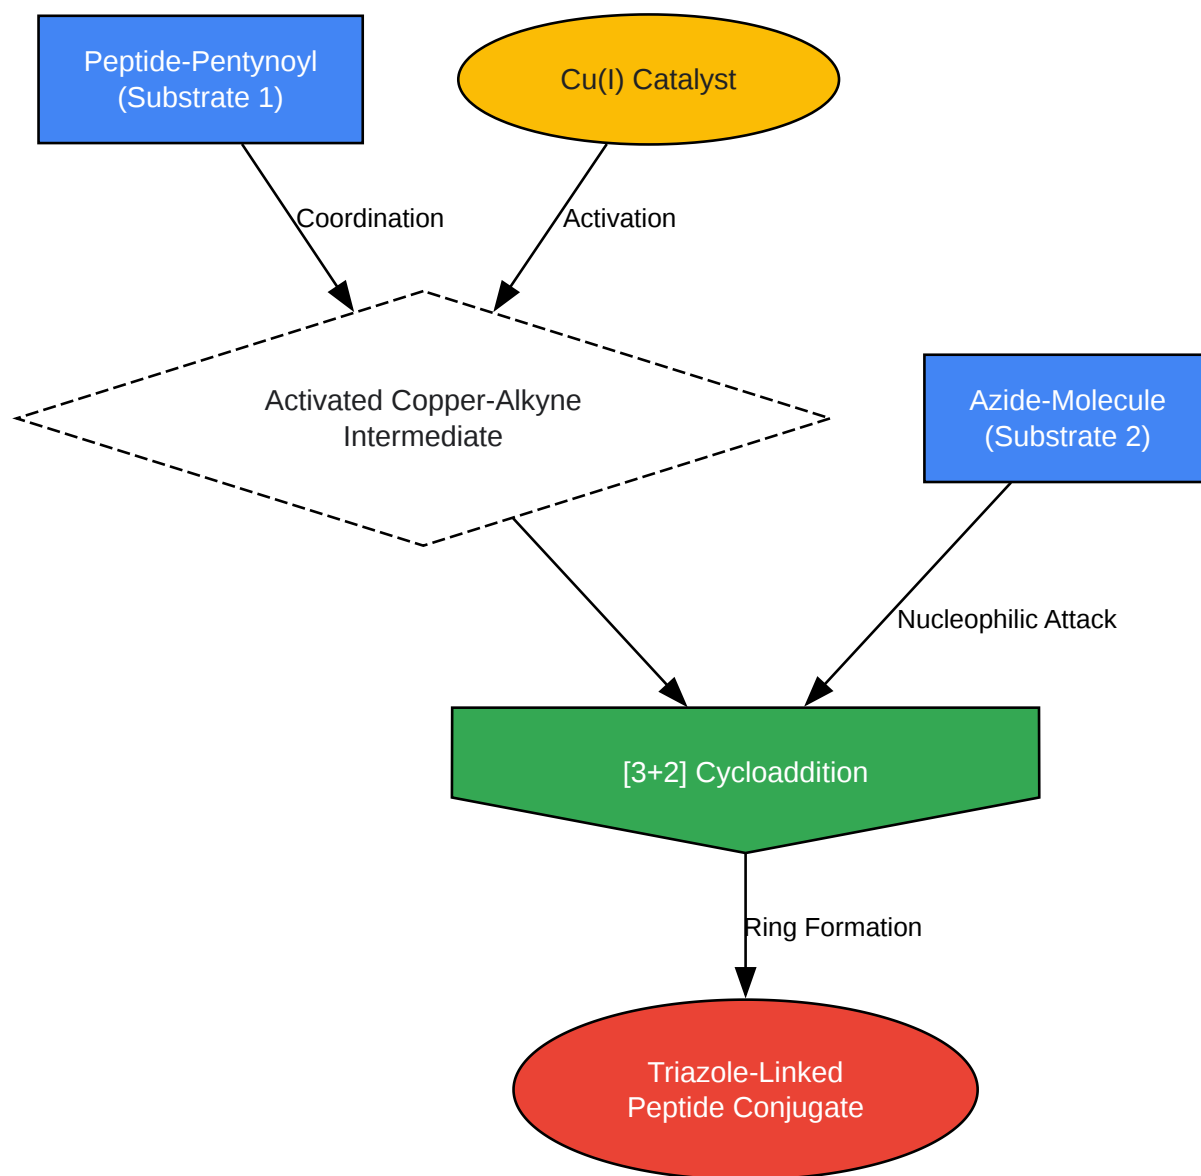 Peptide-Pentynoyl
(Substrate 1)
Cu(I) Catalyst
Coordination
Activation
Activated Copper-Alkyne
Intermediate
Azide-Molecule
(Substrate 2)
Nucleophilic Attack
[3+2] Cycloaddition
Ring Formation
Triazole-Linked
Peptide Conjugate